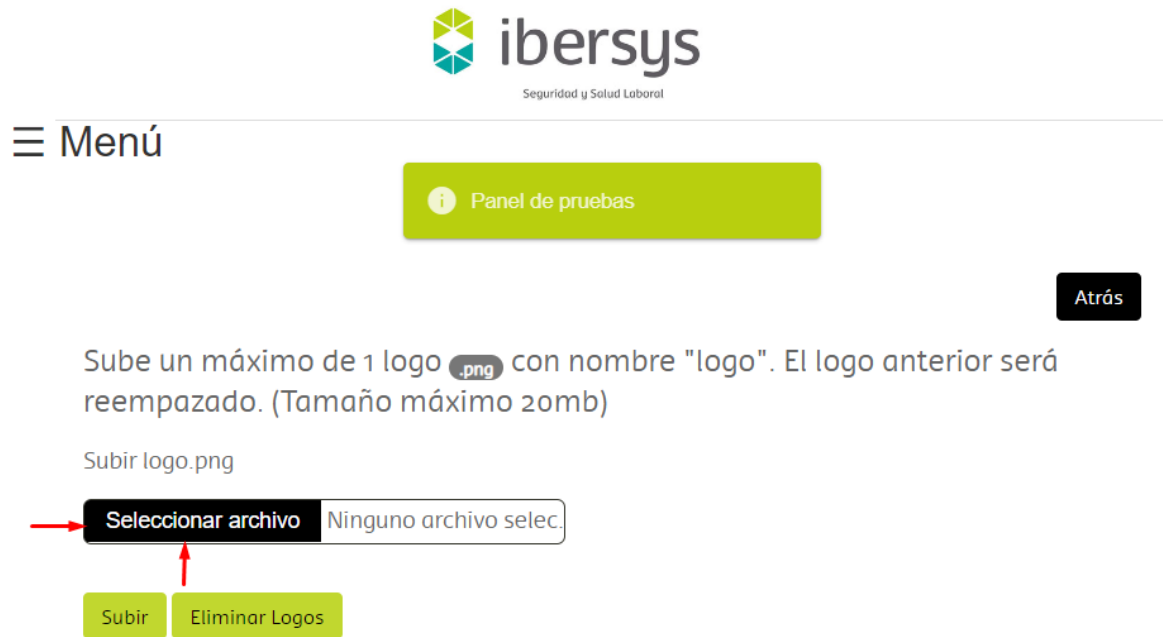 ibersys
Seguridad y Salud Laboral
☰ Menú
Panel de pruebas
Atrás
Sube un máximo de 1 logo .png con nombre "logo". El logo anterior será
reempazado. (Tamaño máximo 20mb)
Subir logo.png
Seleccionar archivo Ninguno archivo selec.
Subir Eliminar Logos